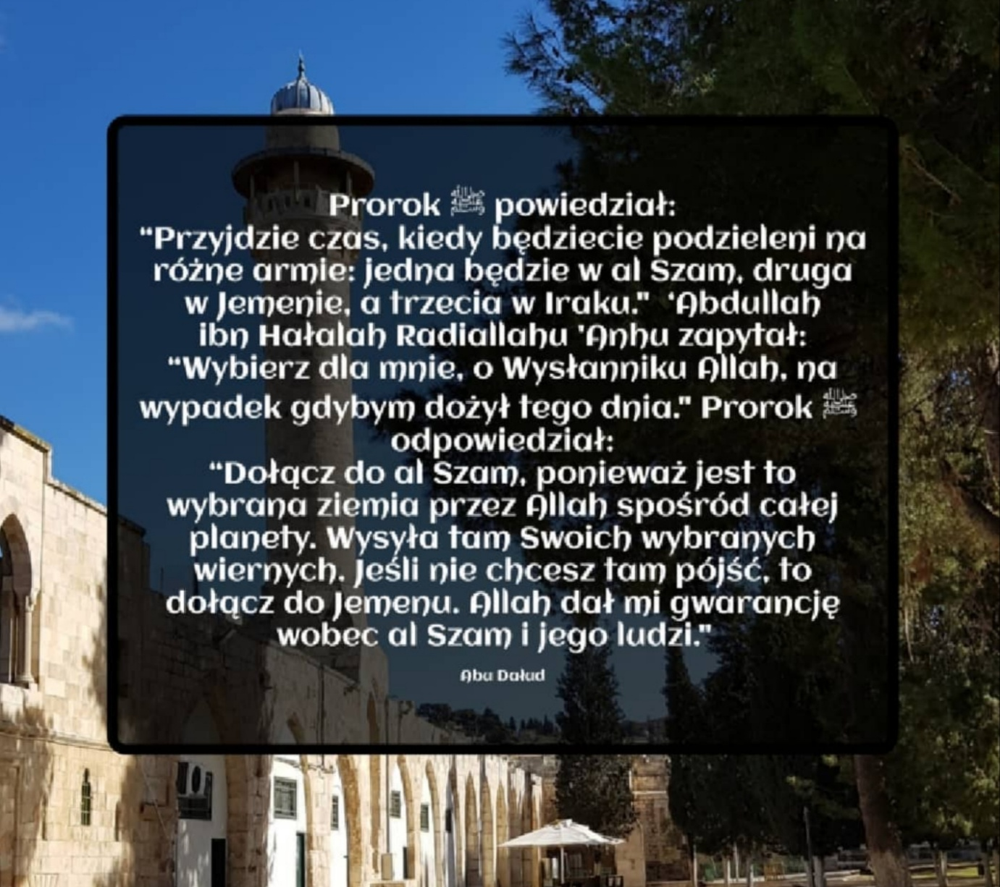 Prorok ﷺ powiedział:
“Przyjdzie czas, kiedy będziecie podzieleni na
różne armie: jedna będzie w al Szam, druga
w Jemenie, a trzecia w Iraku." ‘Abdullah
ibn Hałalah Radiallahu 'Anhu zapytał:
“Wybierz dla mnie, o Wysłanniku Allah, na
wypadek gdybym dożył tego dnia." Prorok ﷺ
odpowiedział:
“Dołącz do al Szam, ponieważ jest to
wybrana ziemia przez Allah spośród całej
planety. Wysyła tam Swoich wybranych
wiernych. Jeśli nie chcesz tam pójść, to
dołącz do Jemenu. Allah dał mi gwarancję
wobec al Szam i jego ludzi."
Abu Dałud